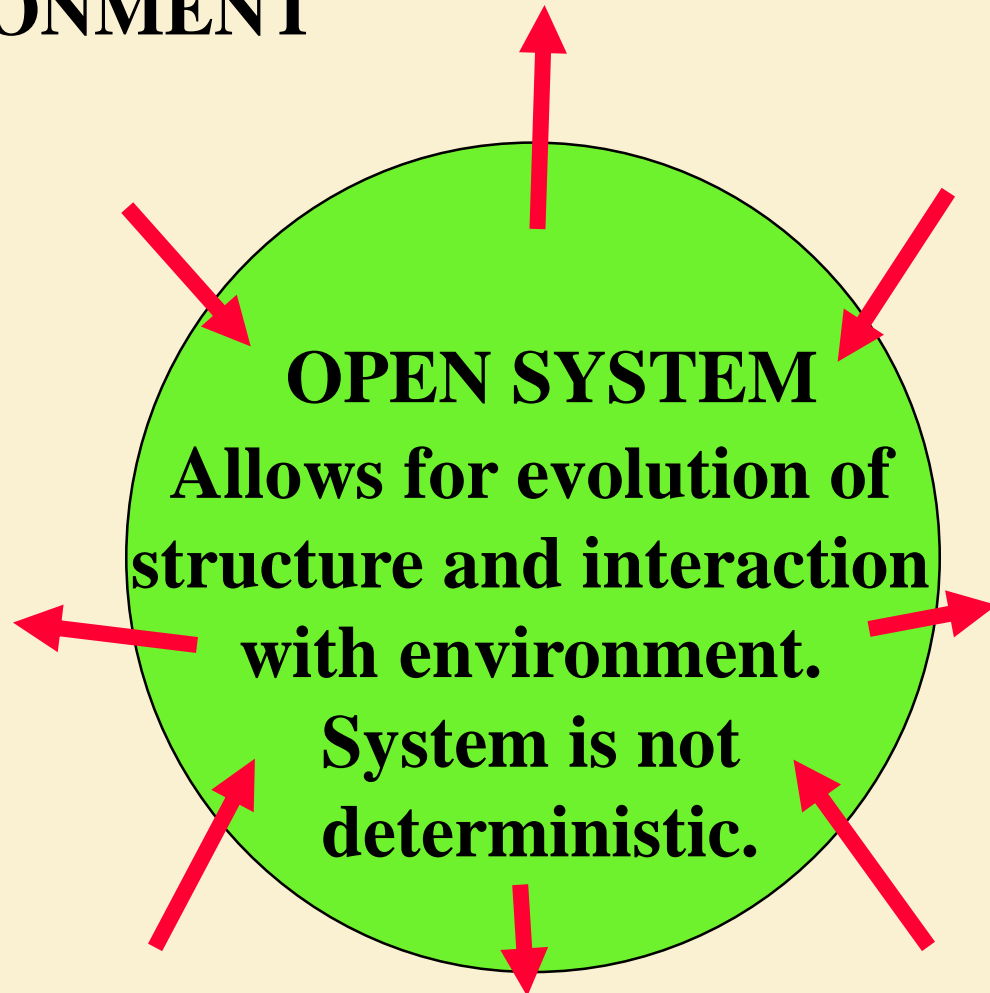 ONMENT
OPEN SYSTEM
Allows for evolution of
structure and interaction
with environment.
System is not
deterministic.